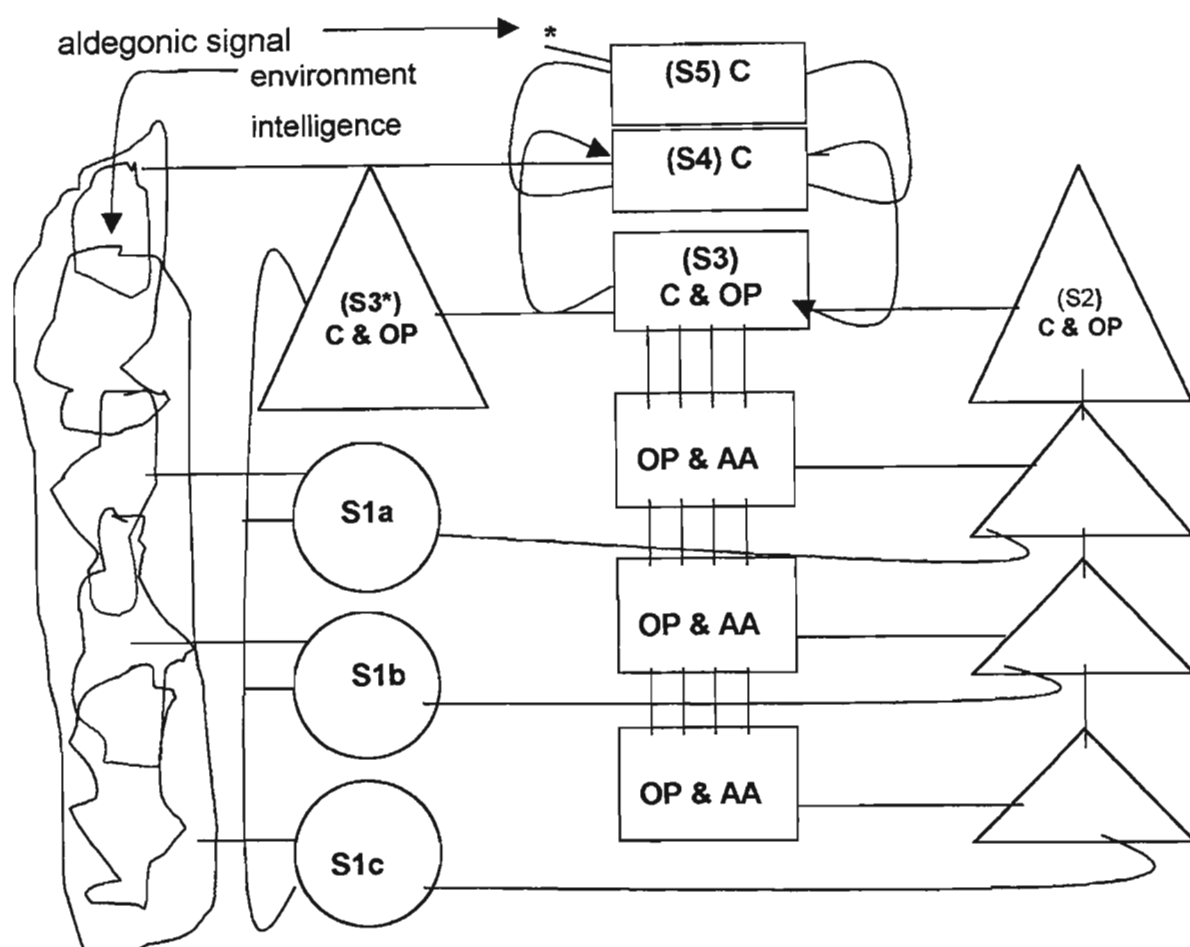 aldegonic signal
*
environment
intelligence
(S5) C
(S4) C
(S3)
C & OP
(S3*)
C & OP
(S2)
C & OP
OP & AA
S1a
OP & AA
S1b
OP & AA
S1c